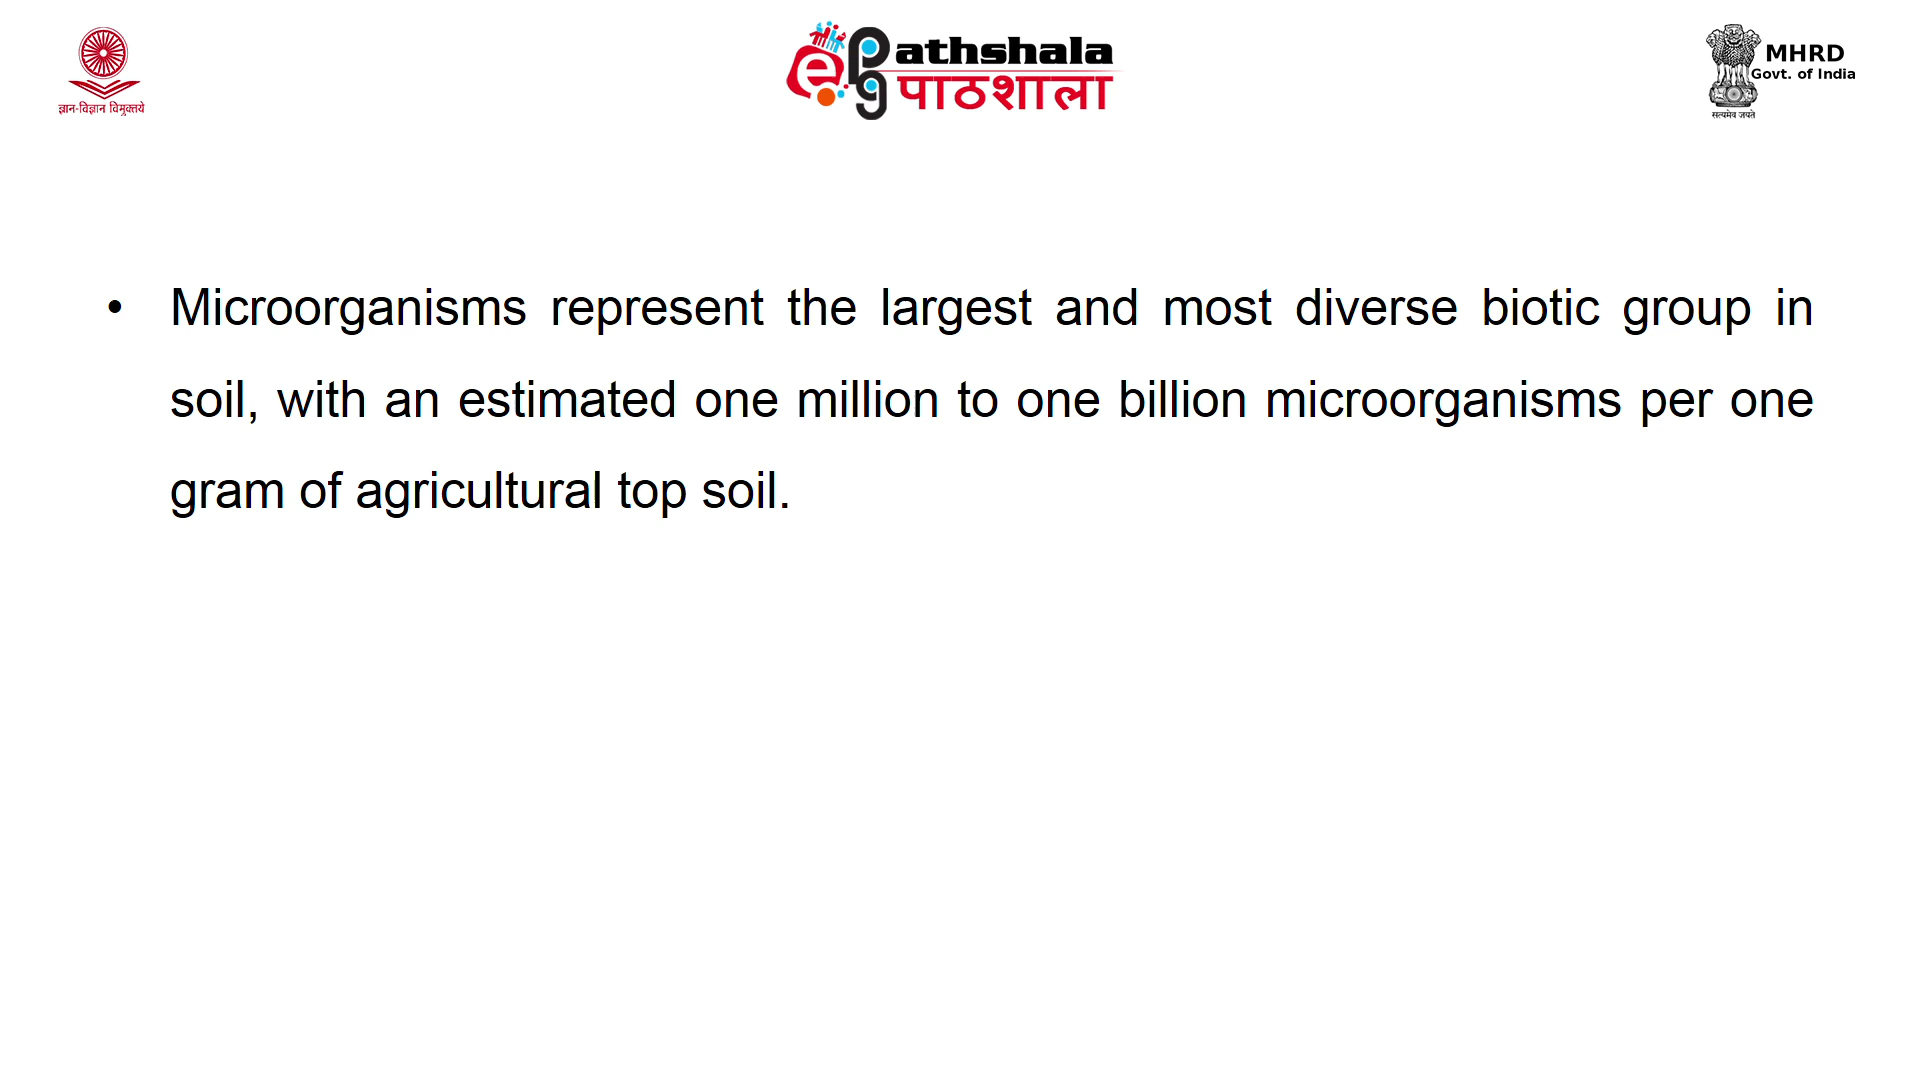 ज्ञान-विज्ञान विमुक्तये
e Pg athshala
पाठशाला
MHRD
Govt. of India
सत्यमेव जयते
• Microorganisms represent the largest and most diverse biotic group in
soil, with an estimated one million to one billion microorganisms per one
gram of agricultural top soil.